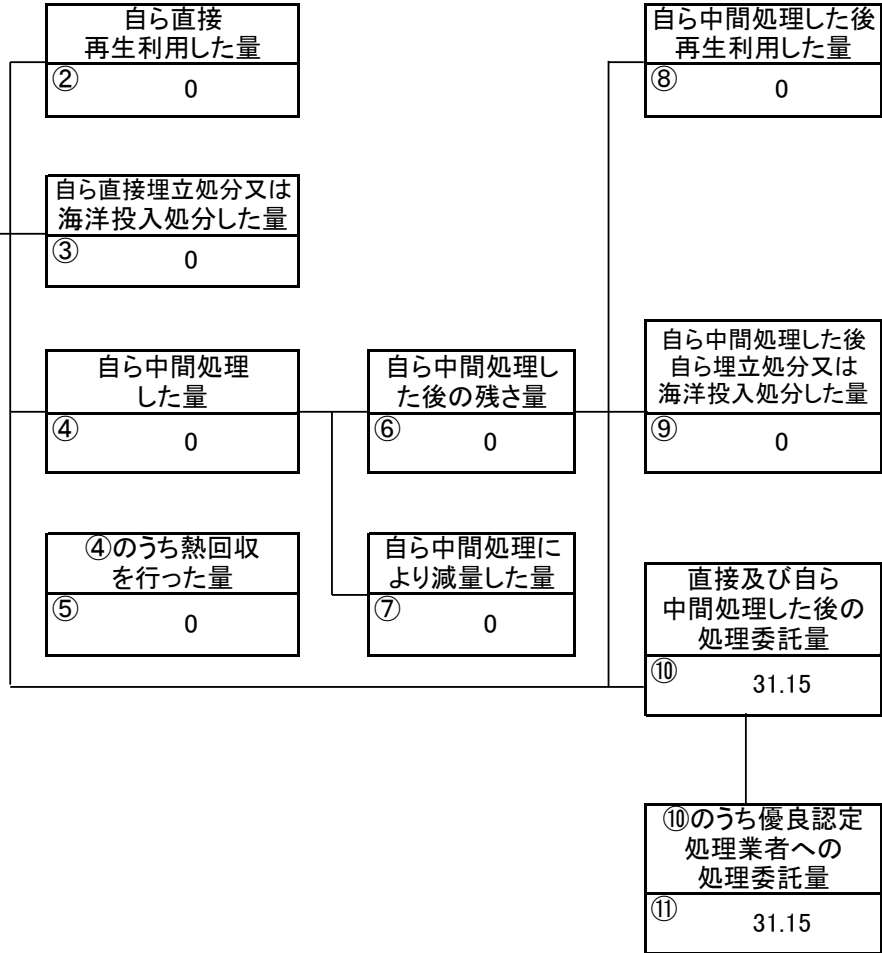 自ら直接
再生利用した量
② 0
自ら中間処理した後
再生利用した量
⑧ 0
自ら直接埋立処分又は
海洋投入処分した量
③ 0
自ら中間処理
した量
④ 0
自ら中間処理し
た後の残さ量
⑥ 0
自ら中間処理した後
自ら埋立処分又は
海洋投入処分した量
⑨ 0
④のうち熱回収
を行った量
⑤ 0
自ら中間処理に
より減量した量
⑦ 0
直接及び自ら
中間処理した後の
処理委託量
⑩ 31.15
⑩のうち優良認定
処理業者への
処理委託量
⑪ 31.15